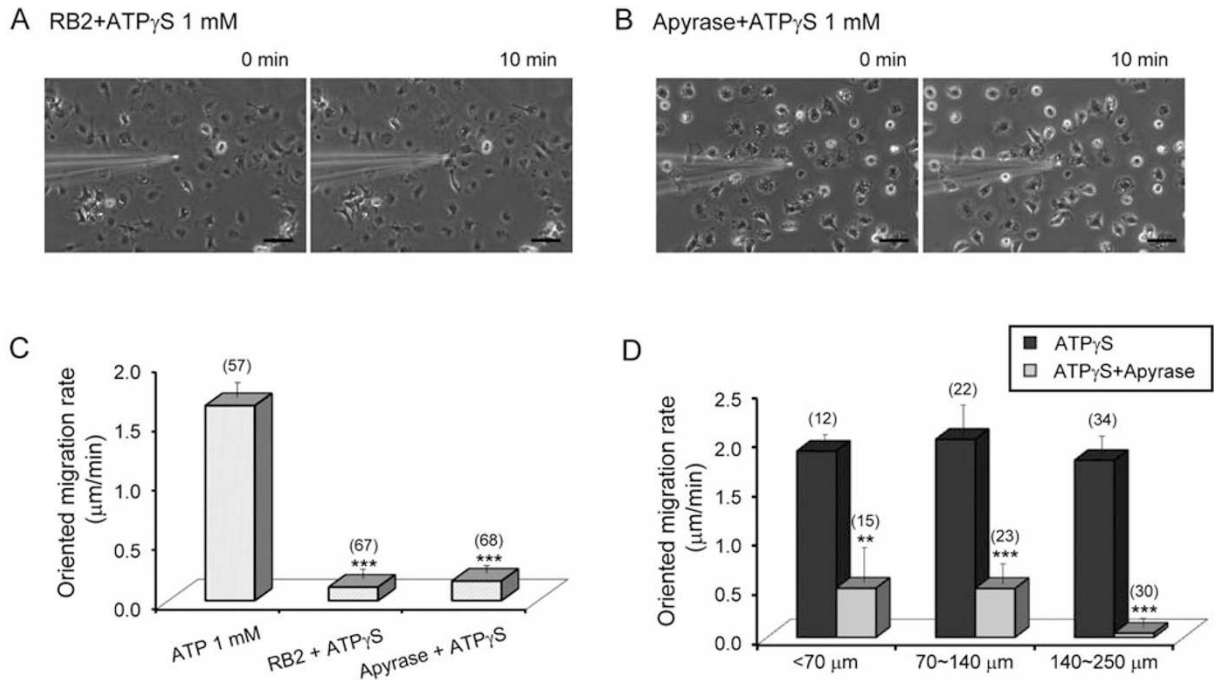 A RB2+ATPγS 1 mM
0 min
10 min
B Apyrase+ATPγS 1 mM
0 min
10 min
C
Oriented migration rate
(μm/min)
2.0
1.5
1.0
0.5
0.0
(57)
(67)
***
(68)
***
ATP 1 mM
RB2 + ATPγS
Apyrase + ATPγS
D
ATPγS
ATPγS+Apyrase
Oriented migration rate
(μm/min)
2.5
2.0
1.5
1.0
0.5
0.0
(12)
(15)
**
(22)
(23)
***
(34)
(30)
***
<70 μm
70~140 μm
140~250 μm